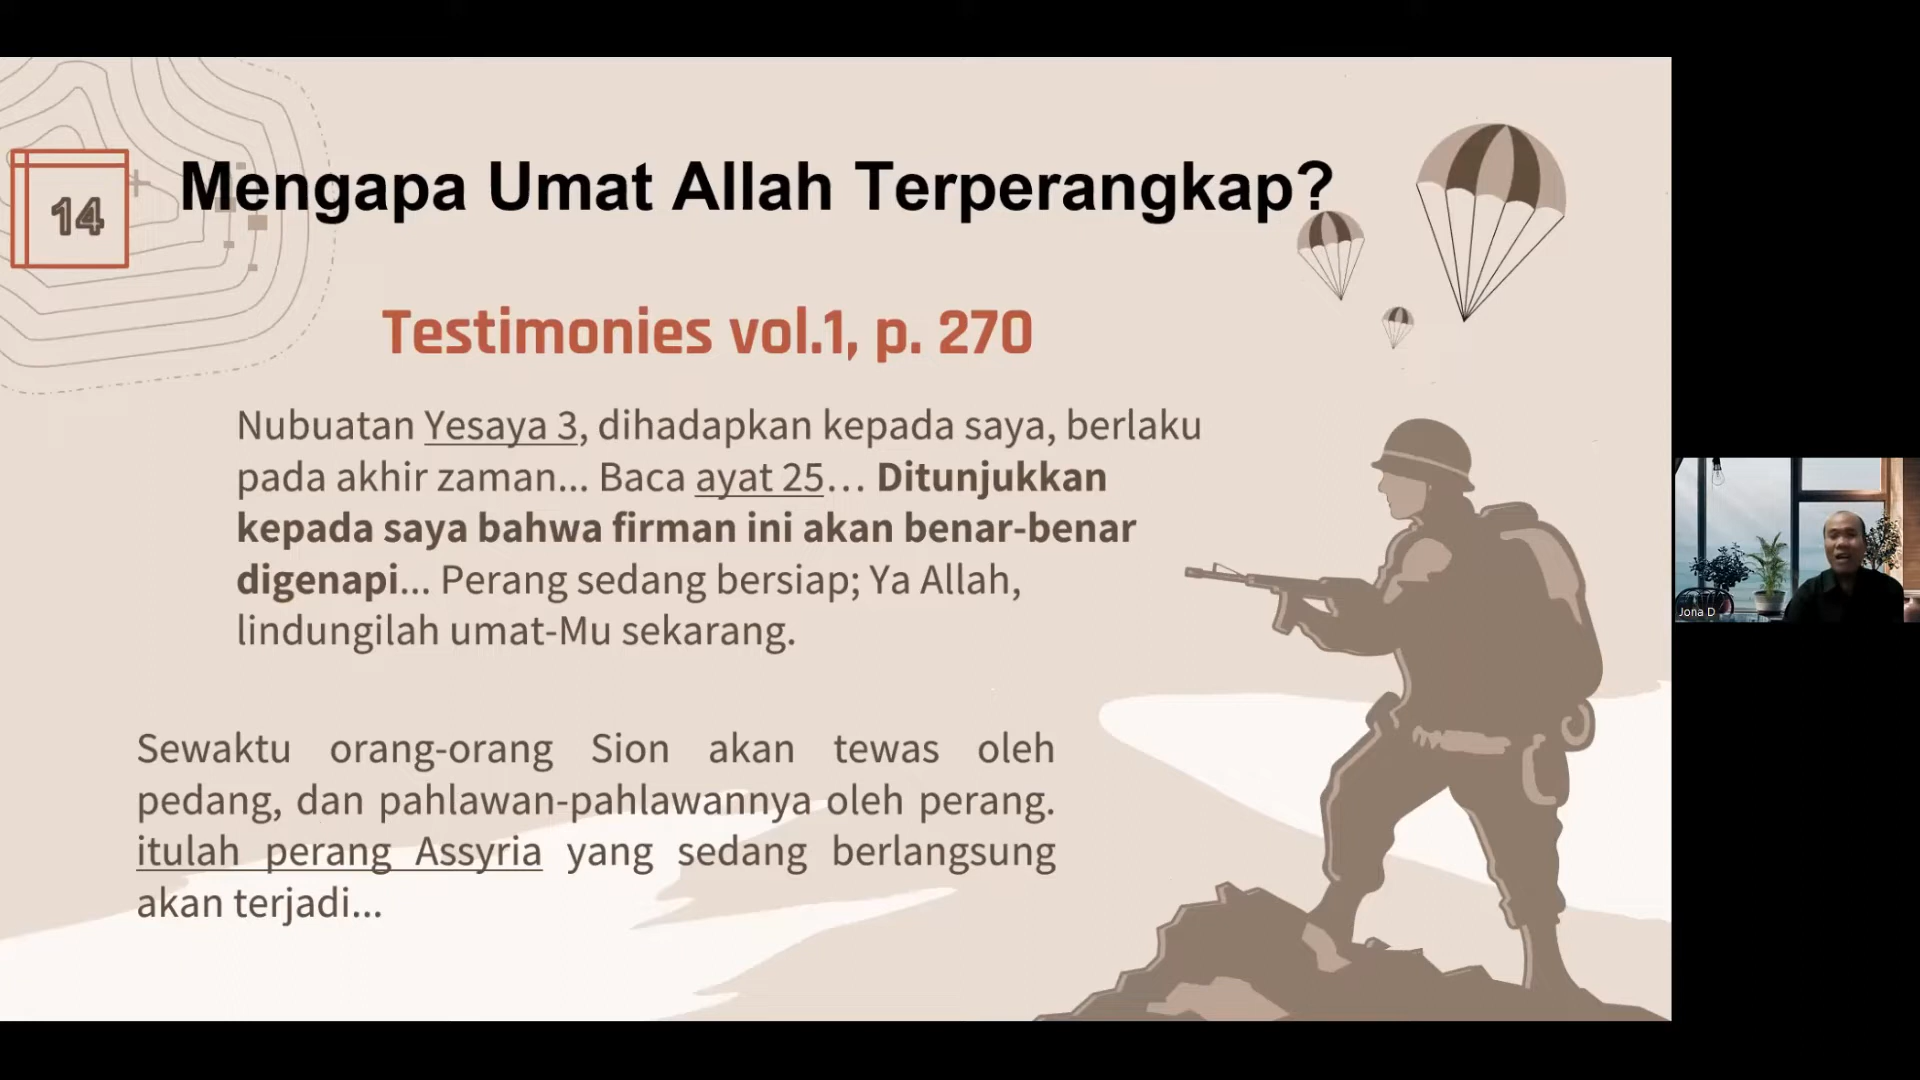 14
Mengapa Umat Allah Terperangkap?
Testimonies vol.1, p. 270
Nubuatan Yesaya 3, dihadapkan kepada saya, berlaku
pada akhir zaman... Baca ayat 25... Ditunjukkan
kepada saya bahwa firman ini akan benar-benar
digenapi... Perang sedang bersiap; Ya Allah,
lindungilah umat-Mu sekarang.
Sewaktu orang-orang Sion akan tewas oleh
pedang, dan pahlawan-pahlawannya oleh perang.
itulah perang Assyria yang sedang berlangsung
akan terjadi...
Jona D